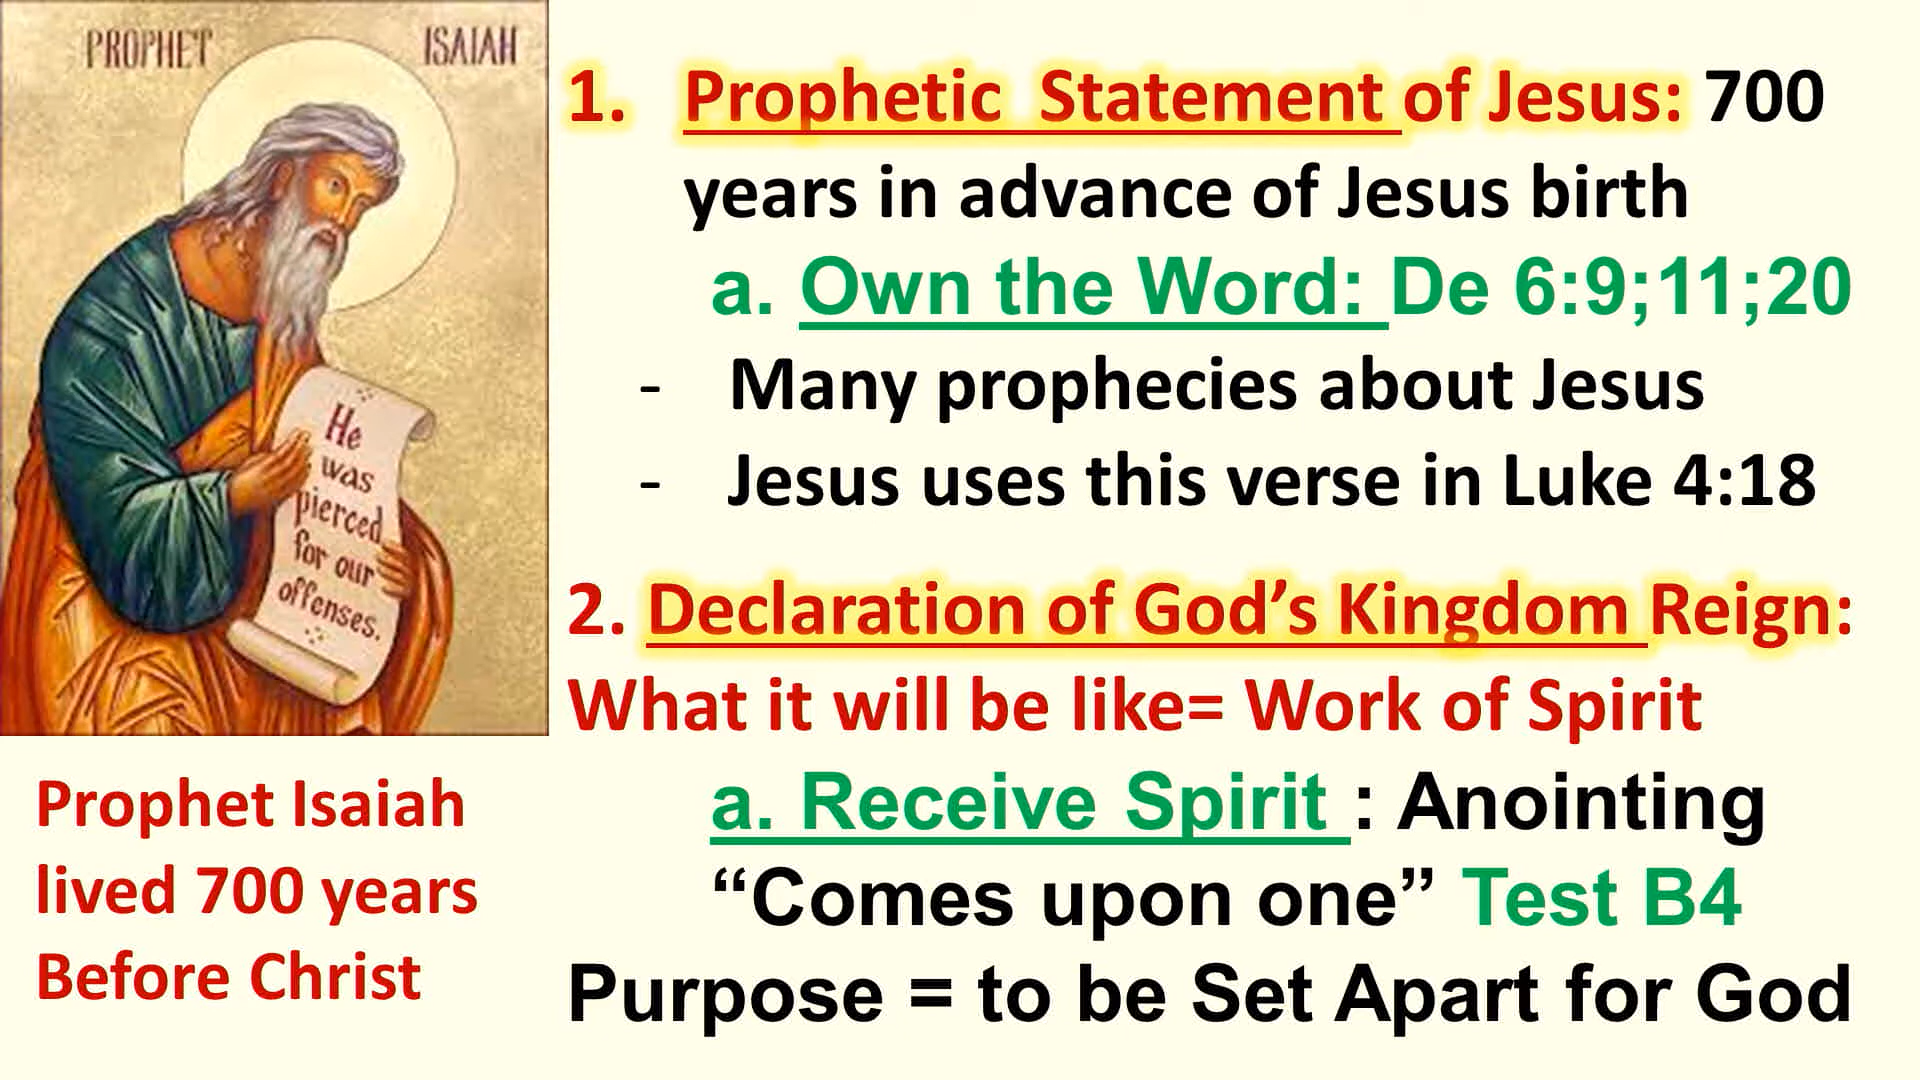 PROPHET ISAIAH
He
was
pierced
for our
offenses.
Prophet Isaiah
lived 700 years
Before Christ
1. Prophetic Statement of Jesus: 700
years in advance of Jesus birth
a. Own the Word: De 6:9;11;20
- Many prophecies about Jesus
- Jesus uses this verse in Luke 4:18
2. Declaration of God’s Kingdom Reign:
What it will be like= Work of Spirit
a. Receive Spirit : Anointing
“Comes upon one” Test B4
Purpose = to be Set Apart for God